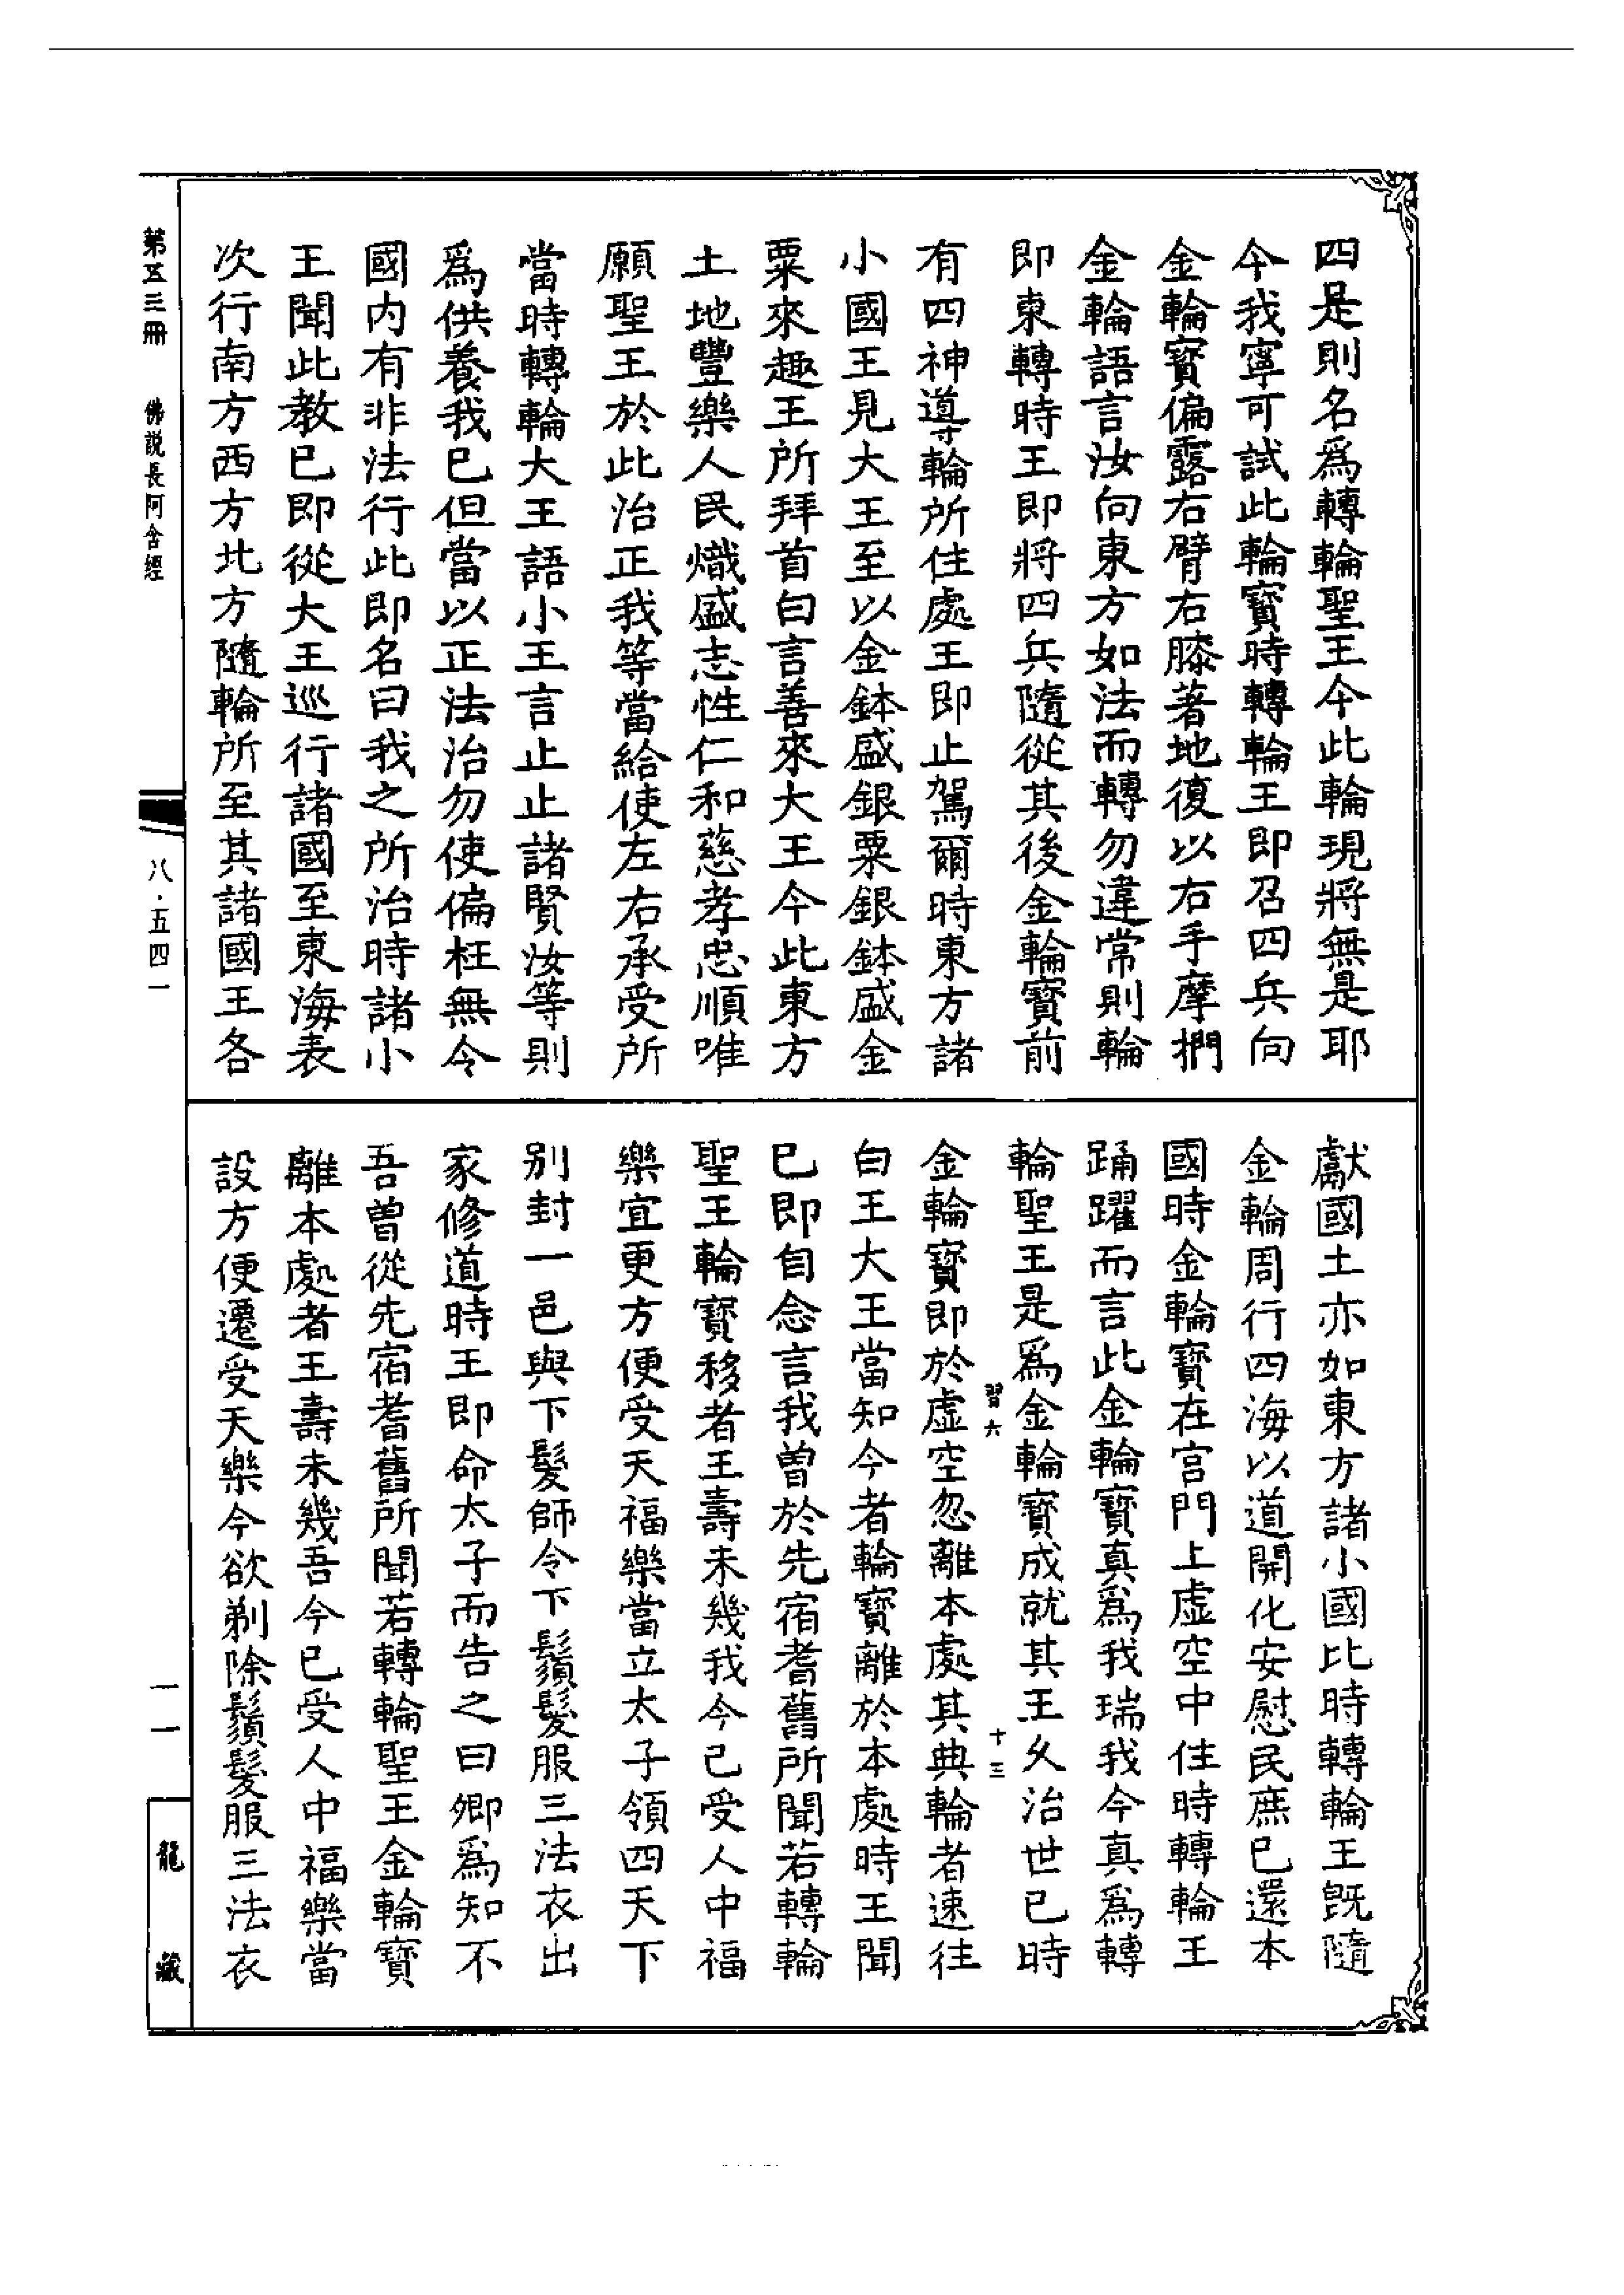 四是則名爲轉輪聖王今此輪現將無是耶
今我寧可試此輪寶時轉輪王即召四兵向
金輪寶偏露右臂右膝著地復以右手摩捫
金輪語言汝向東方如法而轉勿違常則輪
即東轉時王即將四兵隨從其後金輪寶前
有四神導輪所住處王即止駕爾時東方諸
小國王見大王至以金鉢盛銀粟銀鉢盛金
粟來趣王所拜首白言善來大王今此東方
土地豐樂人民熾盛志性仁和慈孝忠順唯
願聖王於此治正我等當給使左右承受所
當時轉輪大王語小王言止止諸賢汝等則
爲供養我已但當以正法治勿使偏枉無令
國内有非法行此即名曰我之所治時諸小
王聞此教已即從大王巡行諸國至東海表
次行南方西方北方隨輪所至其諸國王各
獻國土亦如東方諸小國比時轉輪王旣隨
金輪周行四海以道開化安慰民庶已還本
國時金輪寶在宫門上虛空中住時轉輪王
踊躍而言此金輪寶真爲我瑞我今真爲轉
輪聖王是爲金輪寶成就其王久治世已時
習六
十三
金輪寶即於虛空忽離本處其典輪者速往
白王大王當知今者輪寶離於本處時王聞
已即自念言我曾於先宿耆舊所聞若轉輪
聖王輪寶移者王壽未幾我今已受人中福
樂宜更方便受天福樂當立太子領四天下
别封一邑與下髮師令下鬚髮服三法衣出
家修道時王即命太子而告之曰卿爲知不
吾曾從先宿耆舊所聞若轉輪聖王金輪寶
離本處者王壽未幾吾今已受人中福樂當
設方便遷受天樂今欲剃除鬚髮服三法衣
第五三冊
佛説長阿含經
八·五四一
一一
龍藏